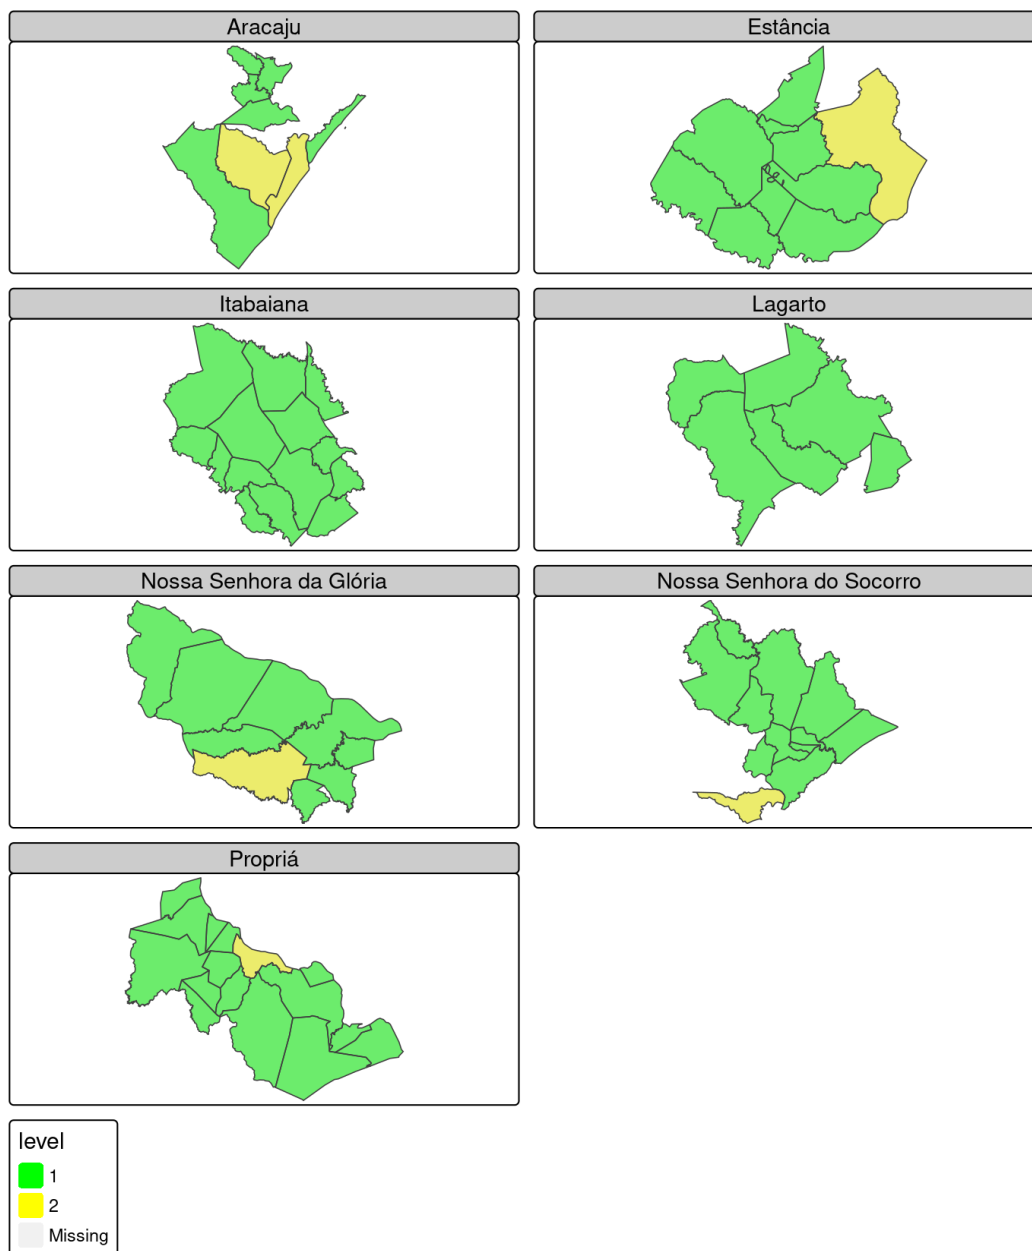 Aracaju
Estância
Itabaiana
Lagarto
Nossa Senhora da Glória
Nossa Senhora do Socorro
Propriá
level
1
2
Missing